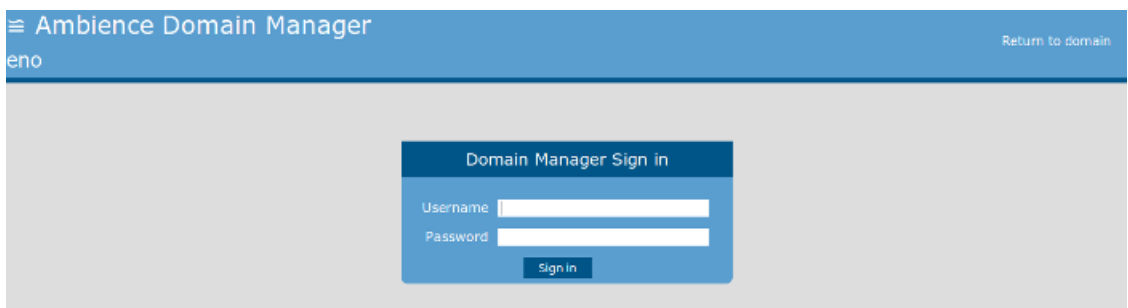 ≌ Ambience Domain Manager
Return to domain
eno
Domain Manager Sign in
Username
Password
Sign in